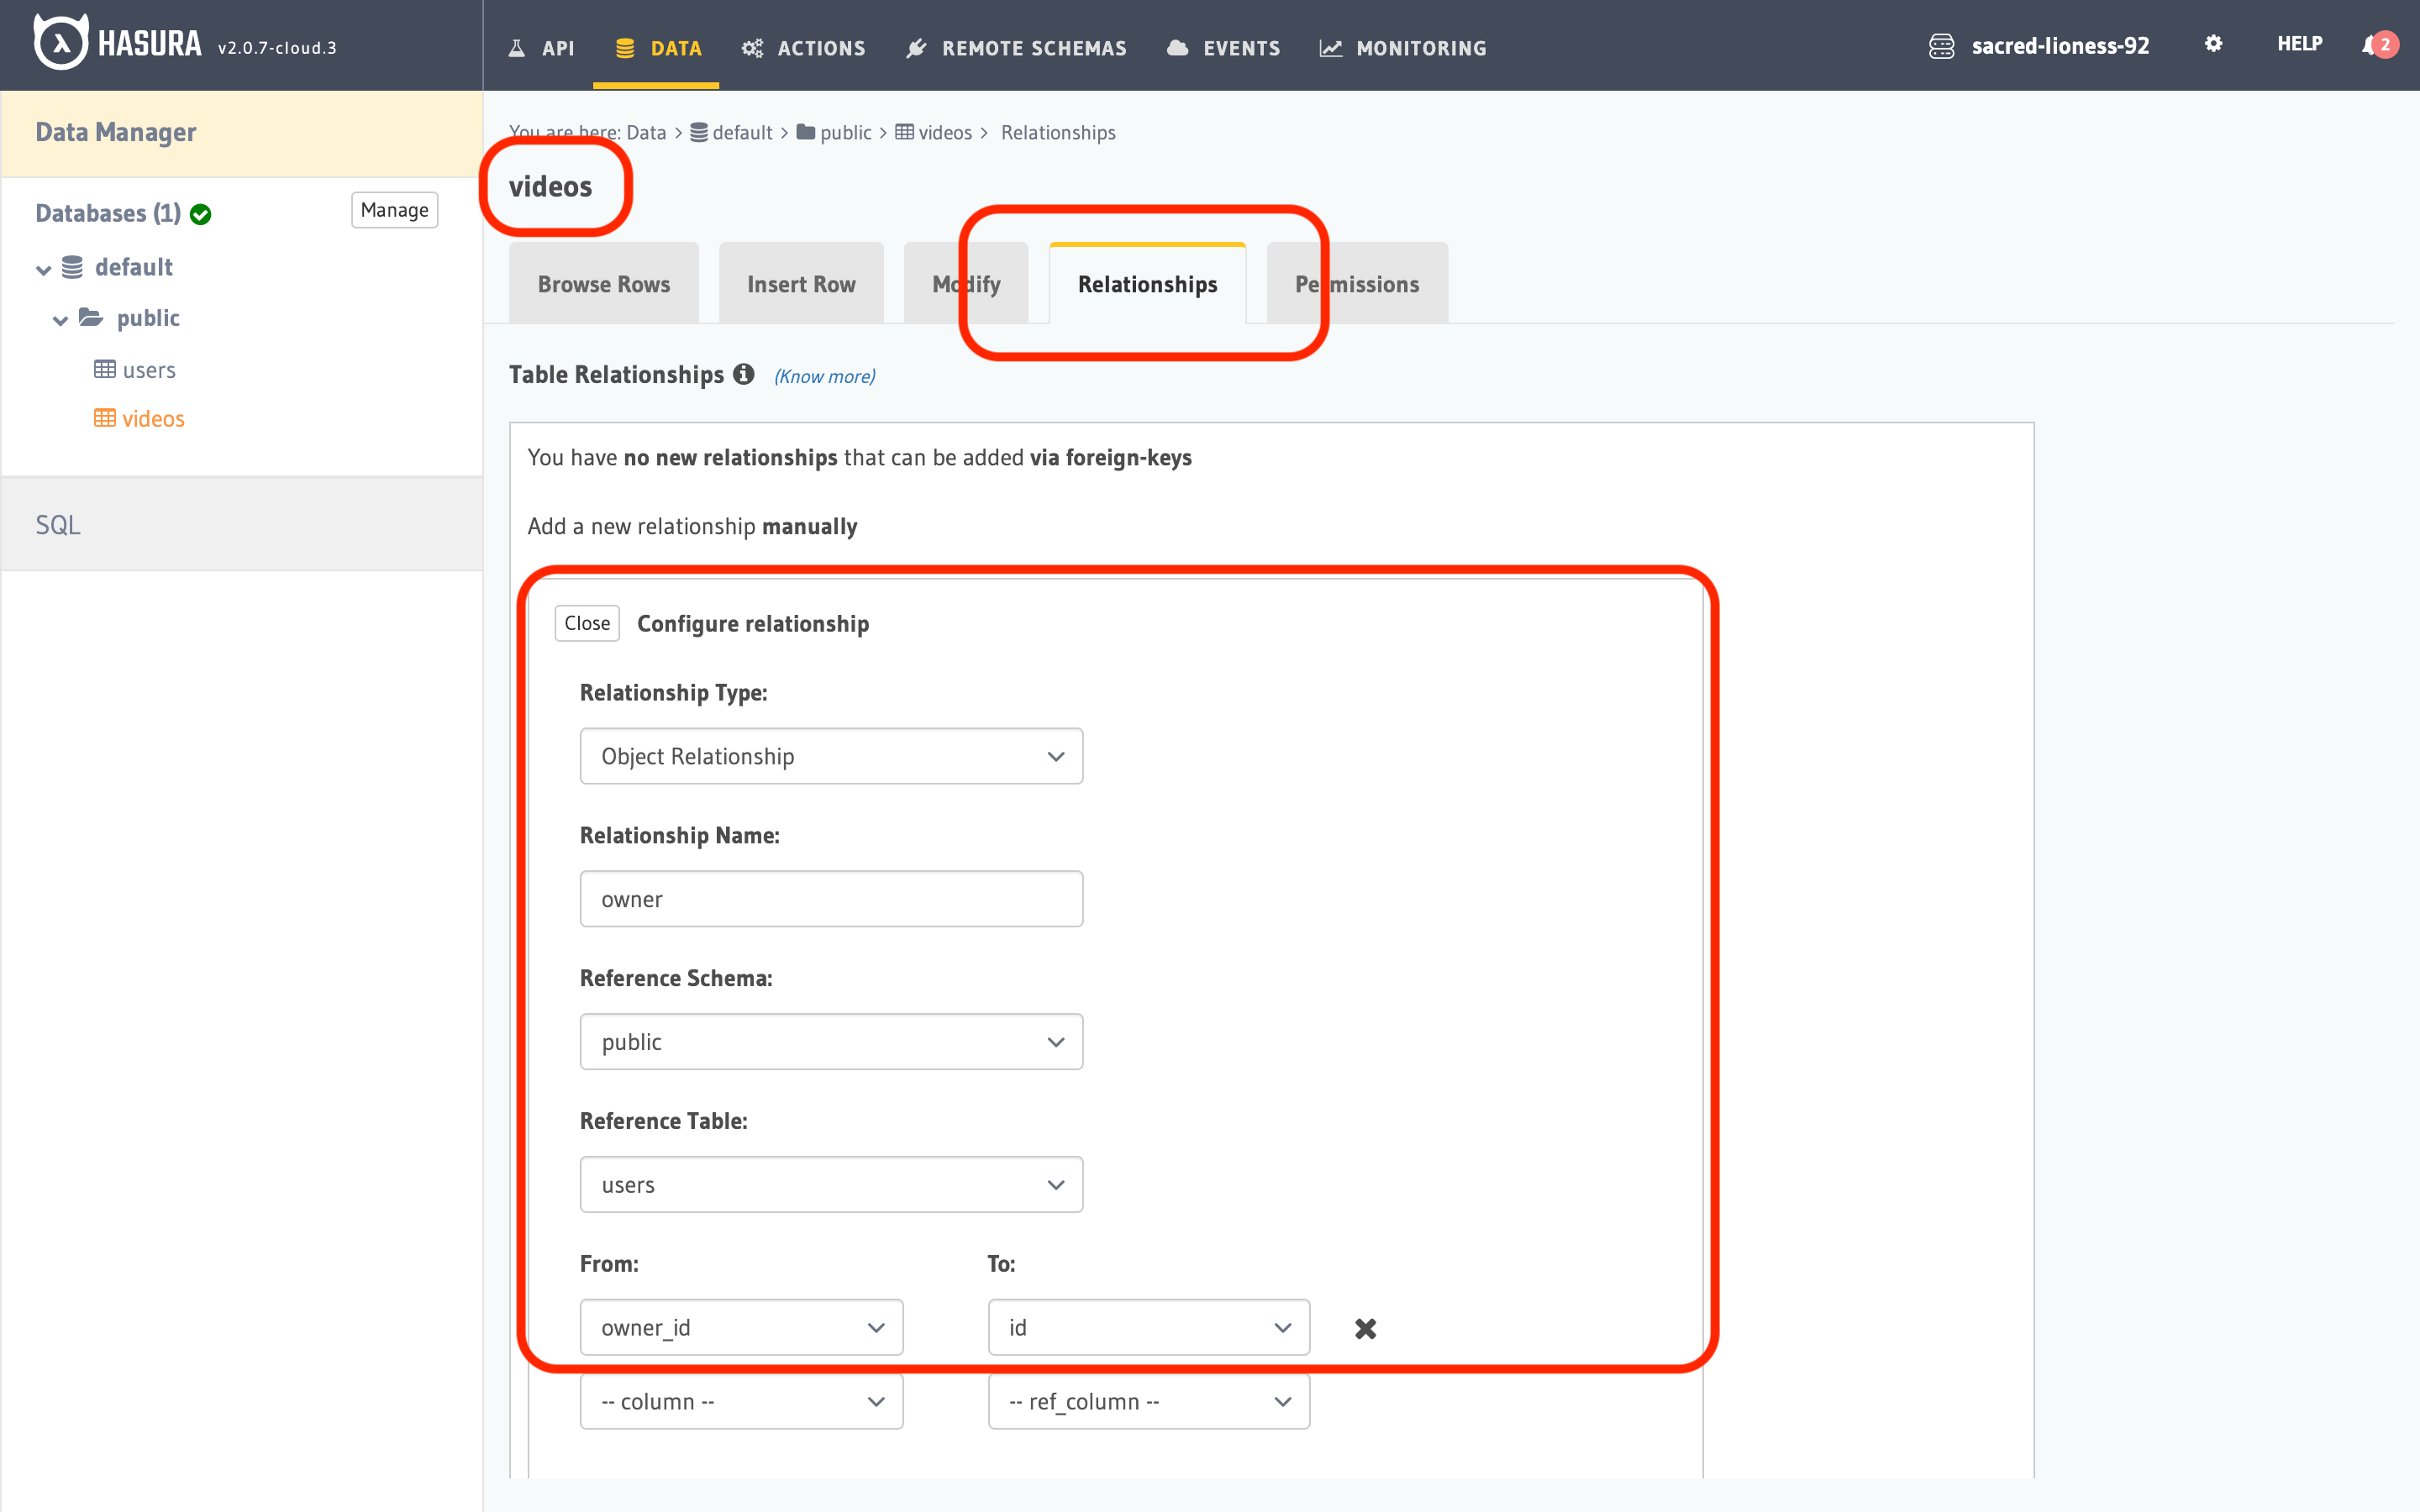 HASURA v2.0.7-cloud.3
API DATA ACTIONS REMOTE SCHEMAS EVENTS MONITORING
sacred-lioness-92 HELP 2
Data Manager
Databases (1) Manage
default
public
users
videos
SQL
You are here: Data > default > public > videos > Relationships
videos
Browse Rows Insert Row Modify Relationships Permissions
Table Relationships (Know more)
You have no new relationships that can be added via foreign-keys
Add a new relationship manually
Close Configure relationship
Relationship Type:
Object Relationship
Relationship Name:
owner
Reference Schema:
public
Reference Table:
users
From: To:
owner_id id
-- column -- -- ref_column --